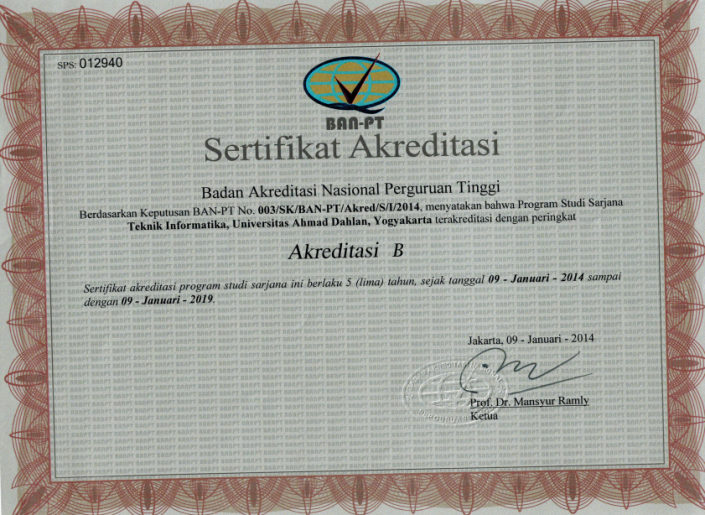 SPS: 012940
BAN-PT
Sertifikat Akreditasi
Badan Akreditasi Nasional Perguruan Tinggi
Berdasarkan Keputusan BAN-PT No. 003/SK/BAN-PT/Akred/S/I/2014, menyatakan bahwa Program Studi Sarjana
Teknik Informatika, Universitas Ahmad Dahlan, Yogyakarta terakreditasi dengan peringkat
Akreditasi B
Sertifikat akreditasi program studi sarjana ini berlaku 5 (lima) tahun, sejak tanggal 09 - Januari - 2014 sampai
dengan 09 - Januari - 2019.
Jakarta, 09 - Januari - 2014
Prof. Dr. Mansyur Ramly
Ketua